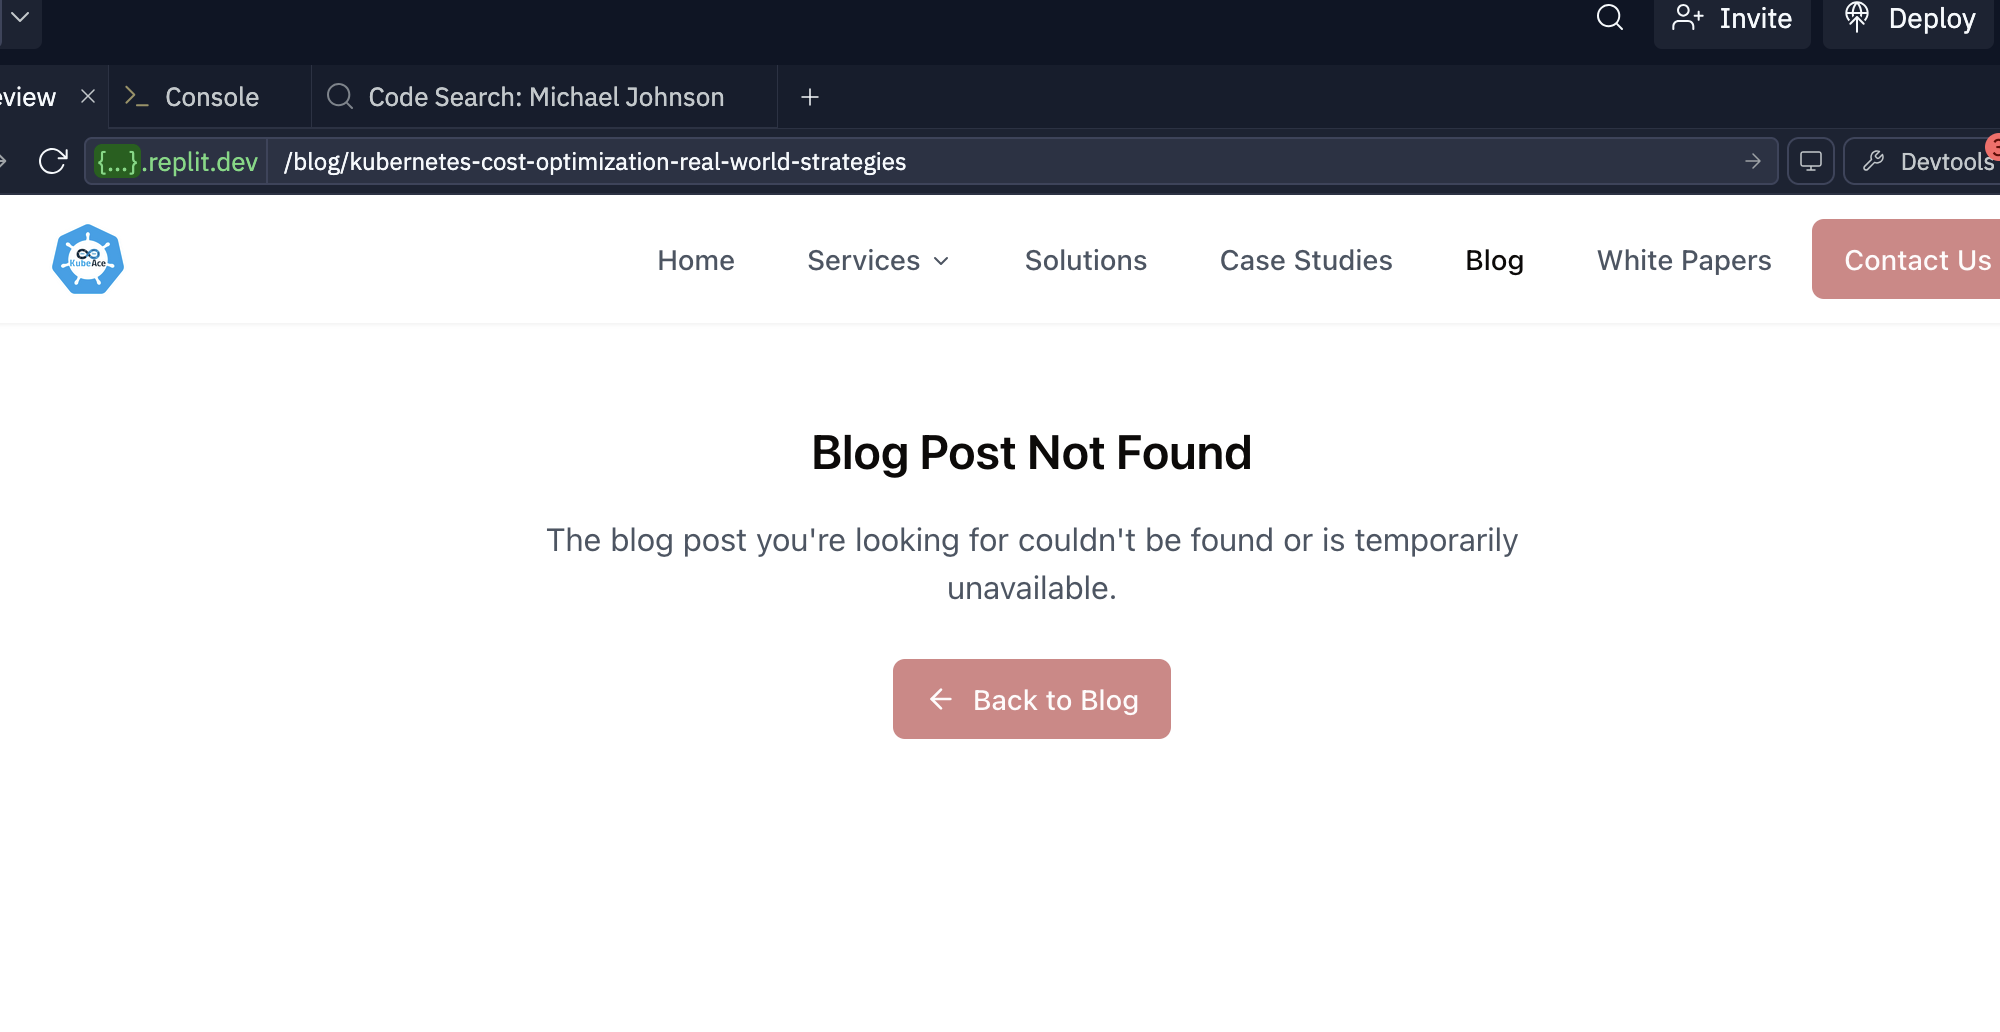 Invite
Deploy
eview
Console
Code Search: Michael Johnson
{...}.replit.dev
/blog/kubernetes-cost-optimization-real-world-strategies
Devtools
3
KubeAce
Home
Services
Solutions
Case Studies
Blog
White Papers
Contact Us
Blog Post Not Found
The blog post you're looking for couldn't be found or is temporarily
unavailable.
Back to Blog